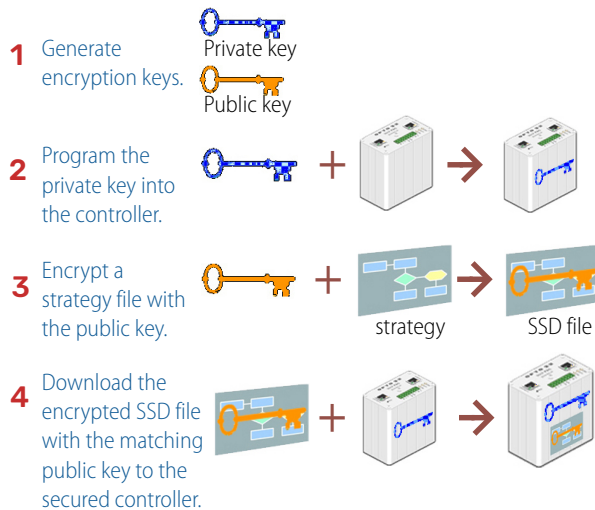 1 Generate
encryption keys.
Private key
Public key
2 Program the
private key into
the controller.
3 Encrypt a
strategy file with
the public key.
strategy
SSD file
4 Download the
encrypted SSD file
with the matching
public key to the
secured controller.